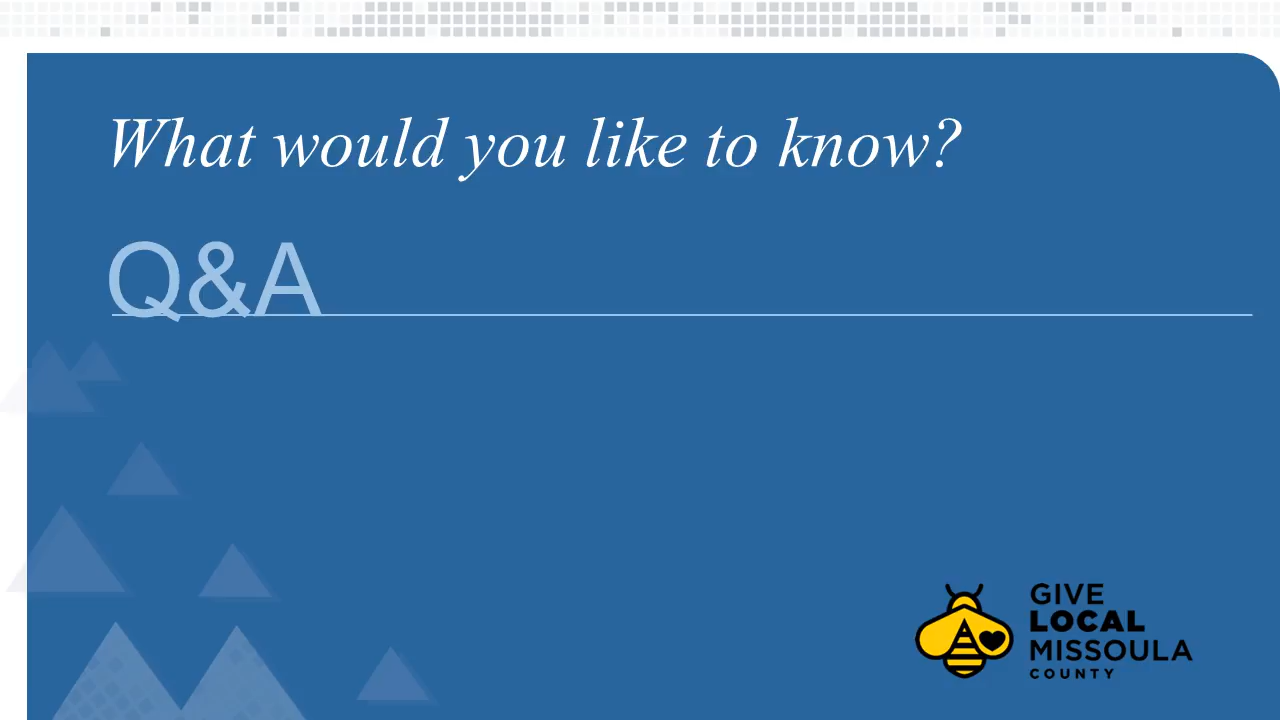 What would you like to know?
Q&A
GIVE
LOCAL
MISSOULA
COUNTY